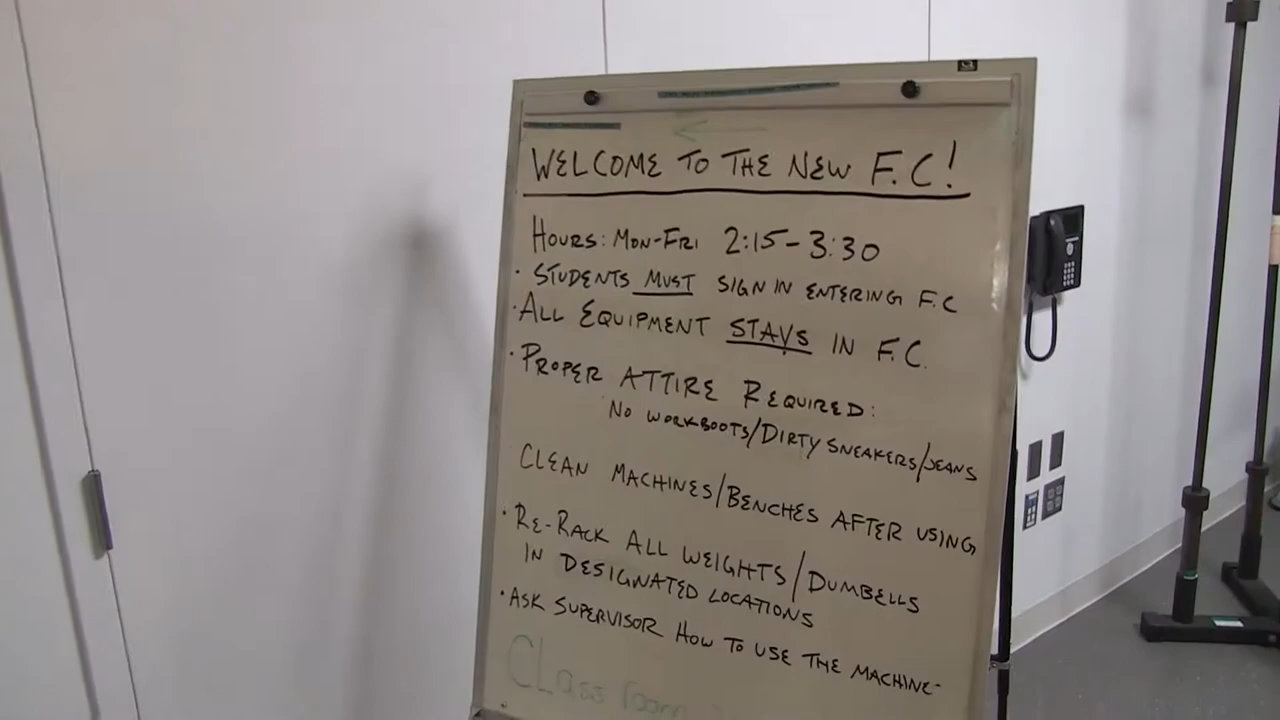 WELCOME TO THE NEW F.C!
HOURS: MON-FRI 2:15-3:30
· STUDENTS MUST SIGN IN ENTERING F.C
· ALL EQUIPMENT STAYS IN F.C.
· PROPER ATTIRE REQUIRED:
NO WORKBOOTS/DIRTY SNEAKERS/JEANS
CLEAN MACHINES/BENCHES AFTER USING
· RE-RACK ALL WEIGHTS/DUMBELLS
IN DESIGNATED LOCATIONS
· ASK SUPERVISOR HOW TO USE THE MACHINE-
CLass room